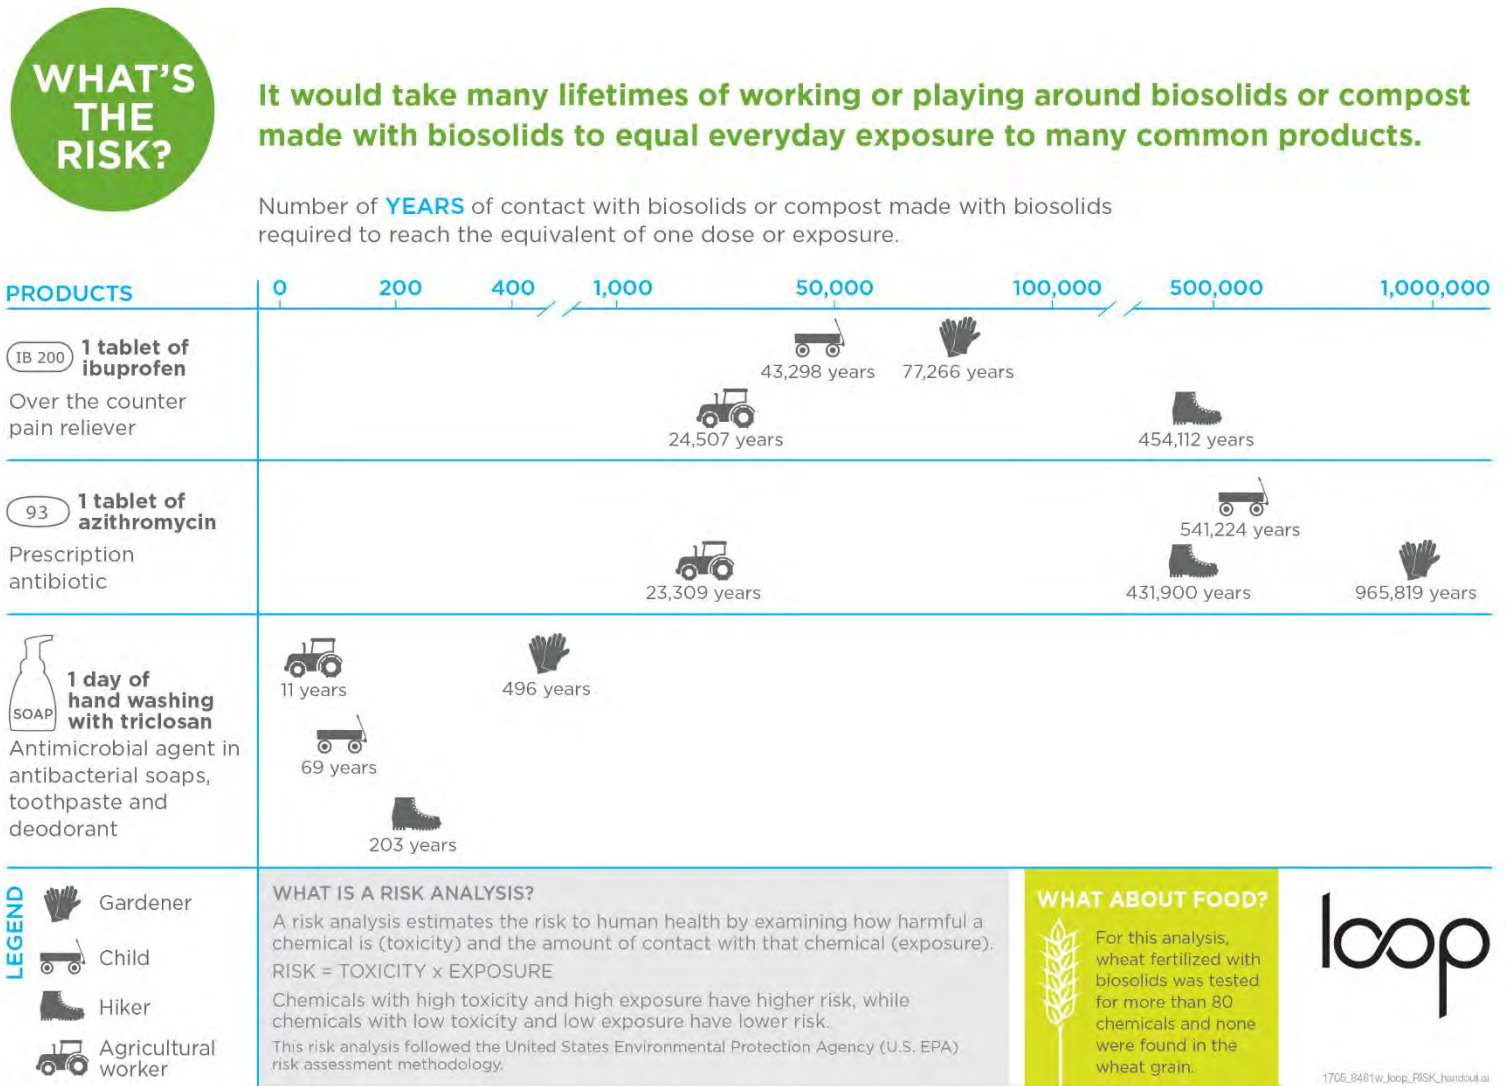 WHAT'S
THE
RISK?
It would take many lifetimes of working or playing around biosolids or compost
made with biosolids to equal everyday exposure to many common products.
Number of YEARS of contact with biosolids or compost made with biosolids
required to reach the equivalent of one dose or exposure.
PRODUCTS
0 200 400 1,000 50,000 100,000 500,000 1,000,000
IB 200
1 tablet of
ibuprofen
Over the counter
pain reliever
43,298 years 77,266 years
24,507 years 454,112 years
93
1 tablet of
azithromycin
Prescription
antibiotic
541,224 years
23,309 years 431,900 years 965,819 years
SOAP
1 day of
hand washing
with triclosan
Antimicrobial agent in
antibacterial soaps,
toothpaste and
deodorant
11 years 496 years
69 years
203 years
LEGEND
Gardener
Child
Hiker
Agricultural
worker
WHAT IS A RISK ANALYSIS?
A risk analysis estimates the risk to human health by examining how harmful a
chemical is (toxicity) and the amount of contact with that chemical (exposure).
RISK = TOXICITY x EXPOSURE
Chemicals with high toxicity and high exposure have higher risk, while
chemicals with low toxicity and low exposure have lower risk.
This risk analysis followed the United States Environmental Protection Agency (U.S. EPA)
risk assessment methodology.
WHAT ABOUT FOOD?
For this analysis,
wheat fertilized with
biosolids was tested
for more than 80
chemicals and none
were found in the
wheat grain.
loop
1705_8461w_loop_RISK_handout.ai